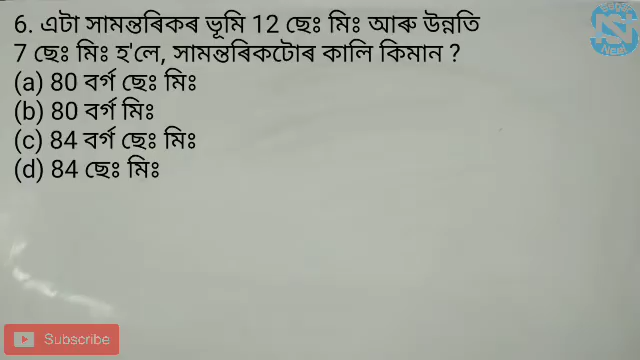 6. এটা সামন্তৰিকৰ ভূমি 12 ছেঃ মিঃ আৰু উন্নতি
7 ছেঃ মিঃ হ'লে, সামন্তৰিকটোৰ কালি কিমান ?
(a) 80 বৰ্গ ছেঃ মিঃ
(b) 80 বৰ্গ মিঃ
(c) 84 বৰ্গ ছেঃ মিঃ
(d) 84 ছেঃ মিঃ
Subscribe